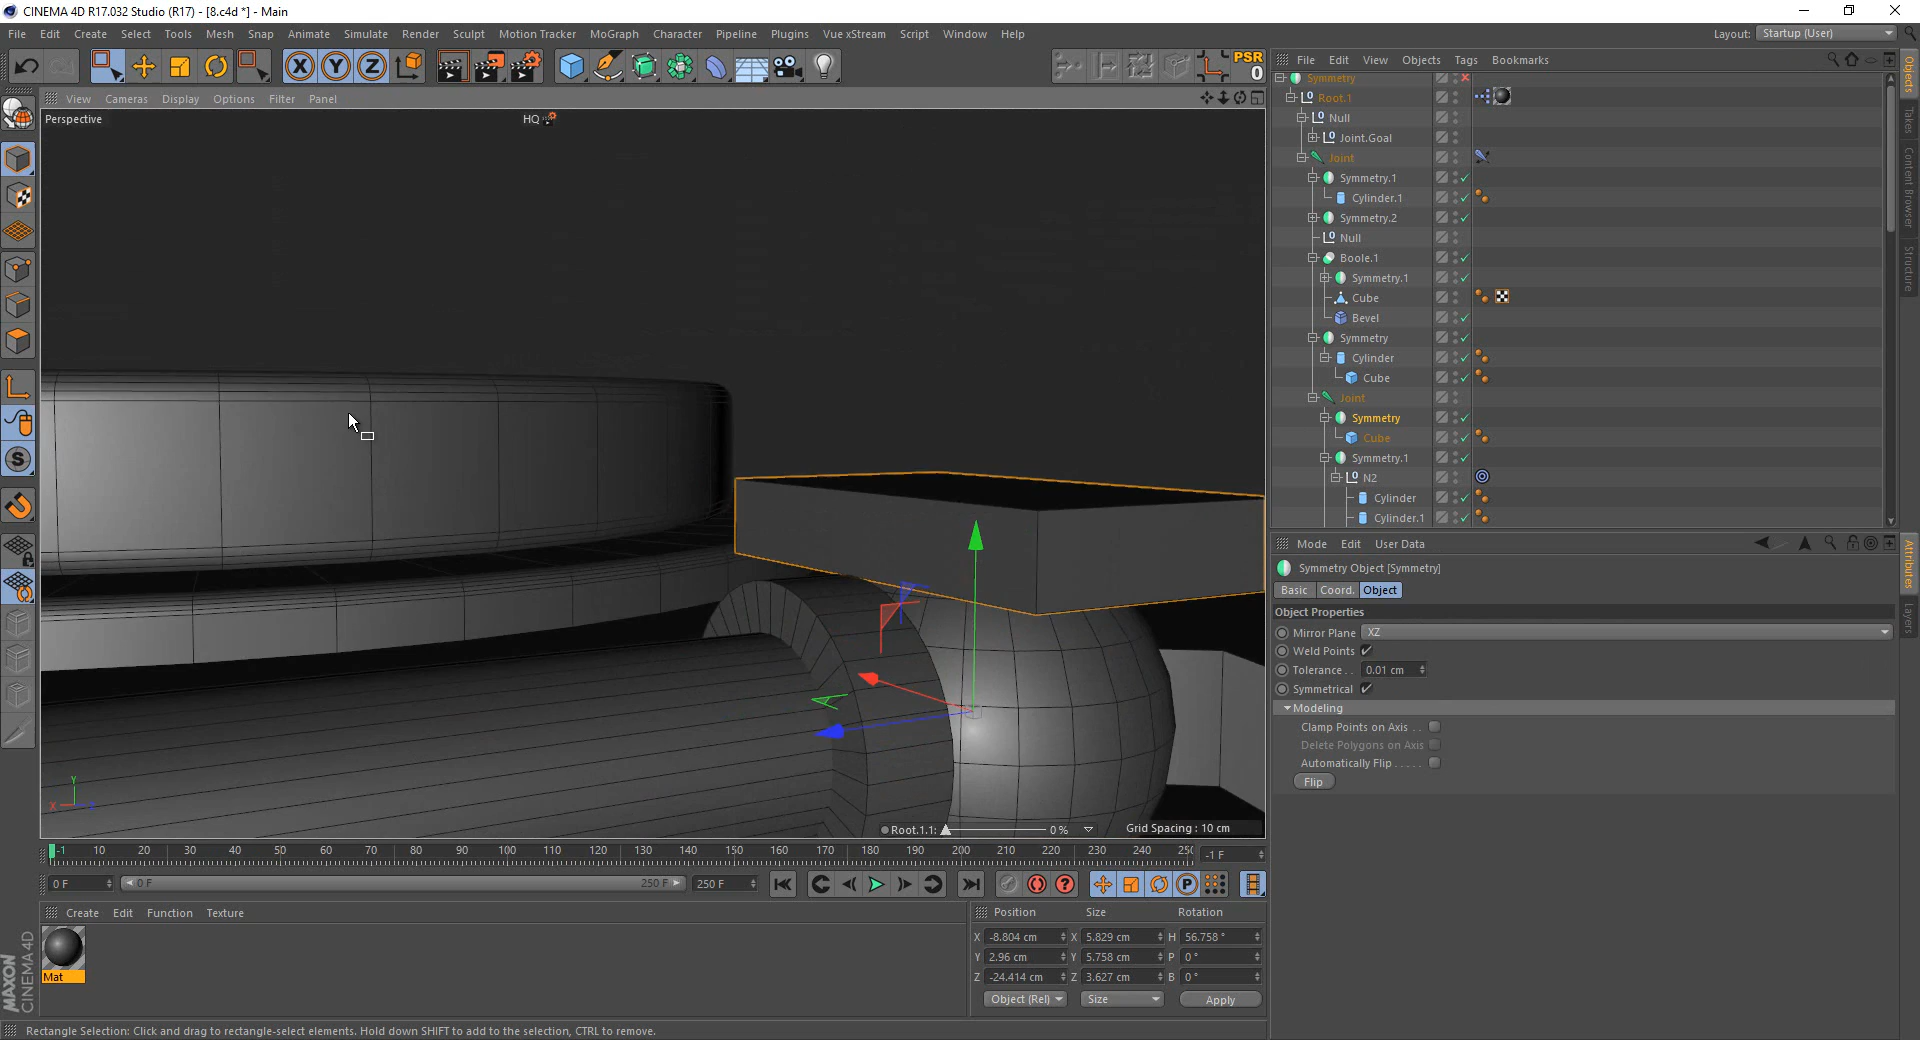 CINEMA 4D R17.032 Studio (R17) - [8.c4d *] - Main
File Edit Create Select Tools Mesh Snap Animate Simulate Render Sculpt Motion Tracker MoGraph Character Pipeline Plugins Vue xStream Script Window Help
Layout: Startup (User)
X Y Z
PSR
0
File Edit View Objects Tags Bookmarks
View Cameras Display Options Filter Panel
Perspective
HQ
Symmetry
Root.1
Null
Joint.Goal
Joint
Symmetry.1
Cylinder.1
Symmetry.2
Null
Boole.1
Symmetry.1
Cube
Bevel
Symmetry
Cylinder
Cube
Joint
Symmetry
Cube
Symmetry.1
N2
Cylinder
Cylinder.1
Objects
Takes
Content Browser
Structure
Mode Edit User Data
Symmetry Object [Symmetry]
Basic Coord. Object
Object Properties
Mirror Plane XZ
Weld Points
Tolerance . . 0.01 cm
Symmetrical
Modeling
Clamp Points on Axis . .
Delete Polygons on Axis
Automatically Flip . . . . .
Flip
Attributes
Layers
Y
X
Root.1.1: 0 %
Grid Spacing : 10 cm
-1 10 20 30 40 50 60 70 80 90 100 110 120 130 140 150 160 170 180 190 200 210 220 230 240 250
-1 F
0 F 0 F 250 F 250 F
P
Create Edit Function Texture
Mat
MAXON
CINEMA 4D
Position Size Rotation
X -8.804 cm X 5.829 cm H 56.758 °
Y 2.96 cm Y 5.758 cm P 0 °
Z -24.414 cm Z 3.627 cm B 0 °
Object (Rel) Size Apply
Rectangle Selection: Click and drag to rectangle-select elements. Hold down SHIFT to add to the selection, CTRL to remove.